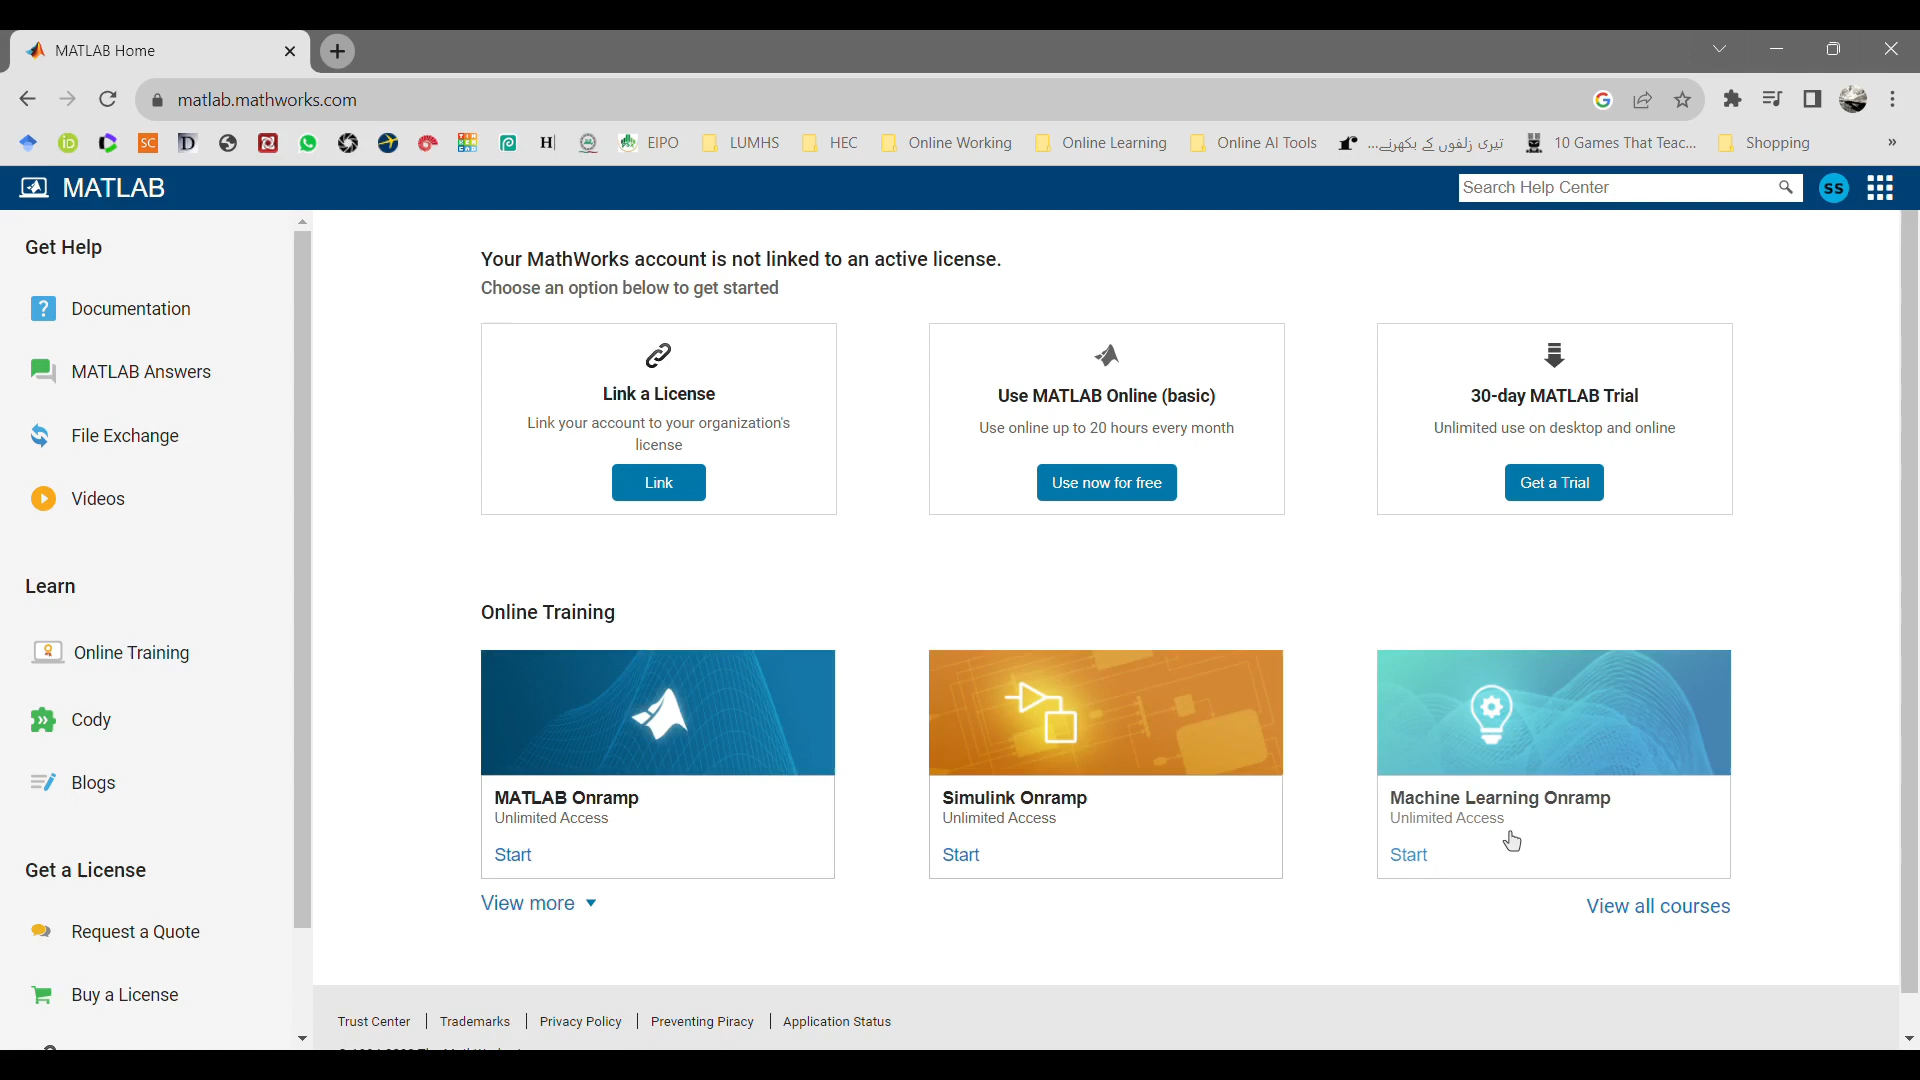 MATLAB Home
matlab.mathworks.com
SC
D
H
EIPO
LUMHS
HEC
Online Working
Online Learning
Online AI Tools
تیری زلفوں کے بکھرنے...
10 Games That Teac...
Shopping
»
MATLAB
Search Help Center
SS
Get Help
Documentation
MATLAB Answers
File Exchange
Videos
Learn
Online Training
Cody
Blogs
Get a License
Request a Quote
Buy a License
Your MathWorks account is not linked to an active license.
Choose an option below to get started
Link a License
Link your account to your organization's
license
Link
Use MATLAB Online (basic)
Use online up to 20 hours every month
Use now for free
30-day MATLAB Trial
Unlimited use on desktop and online
Get a Trial
Online Training
MATLAB Onramp
Unlimited Access
Start
Simulink Onramp
Unlimited Access
Start
Machine Learning Onramp
Unlimited Access
Start
View more
View all courses
Trust Center | Trademarks | Privacy Policy | Preventing Piracy | Application Status